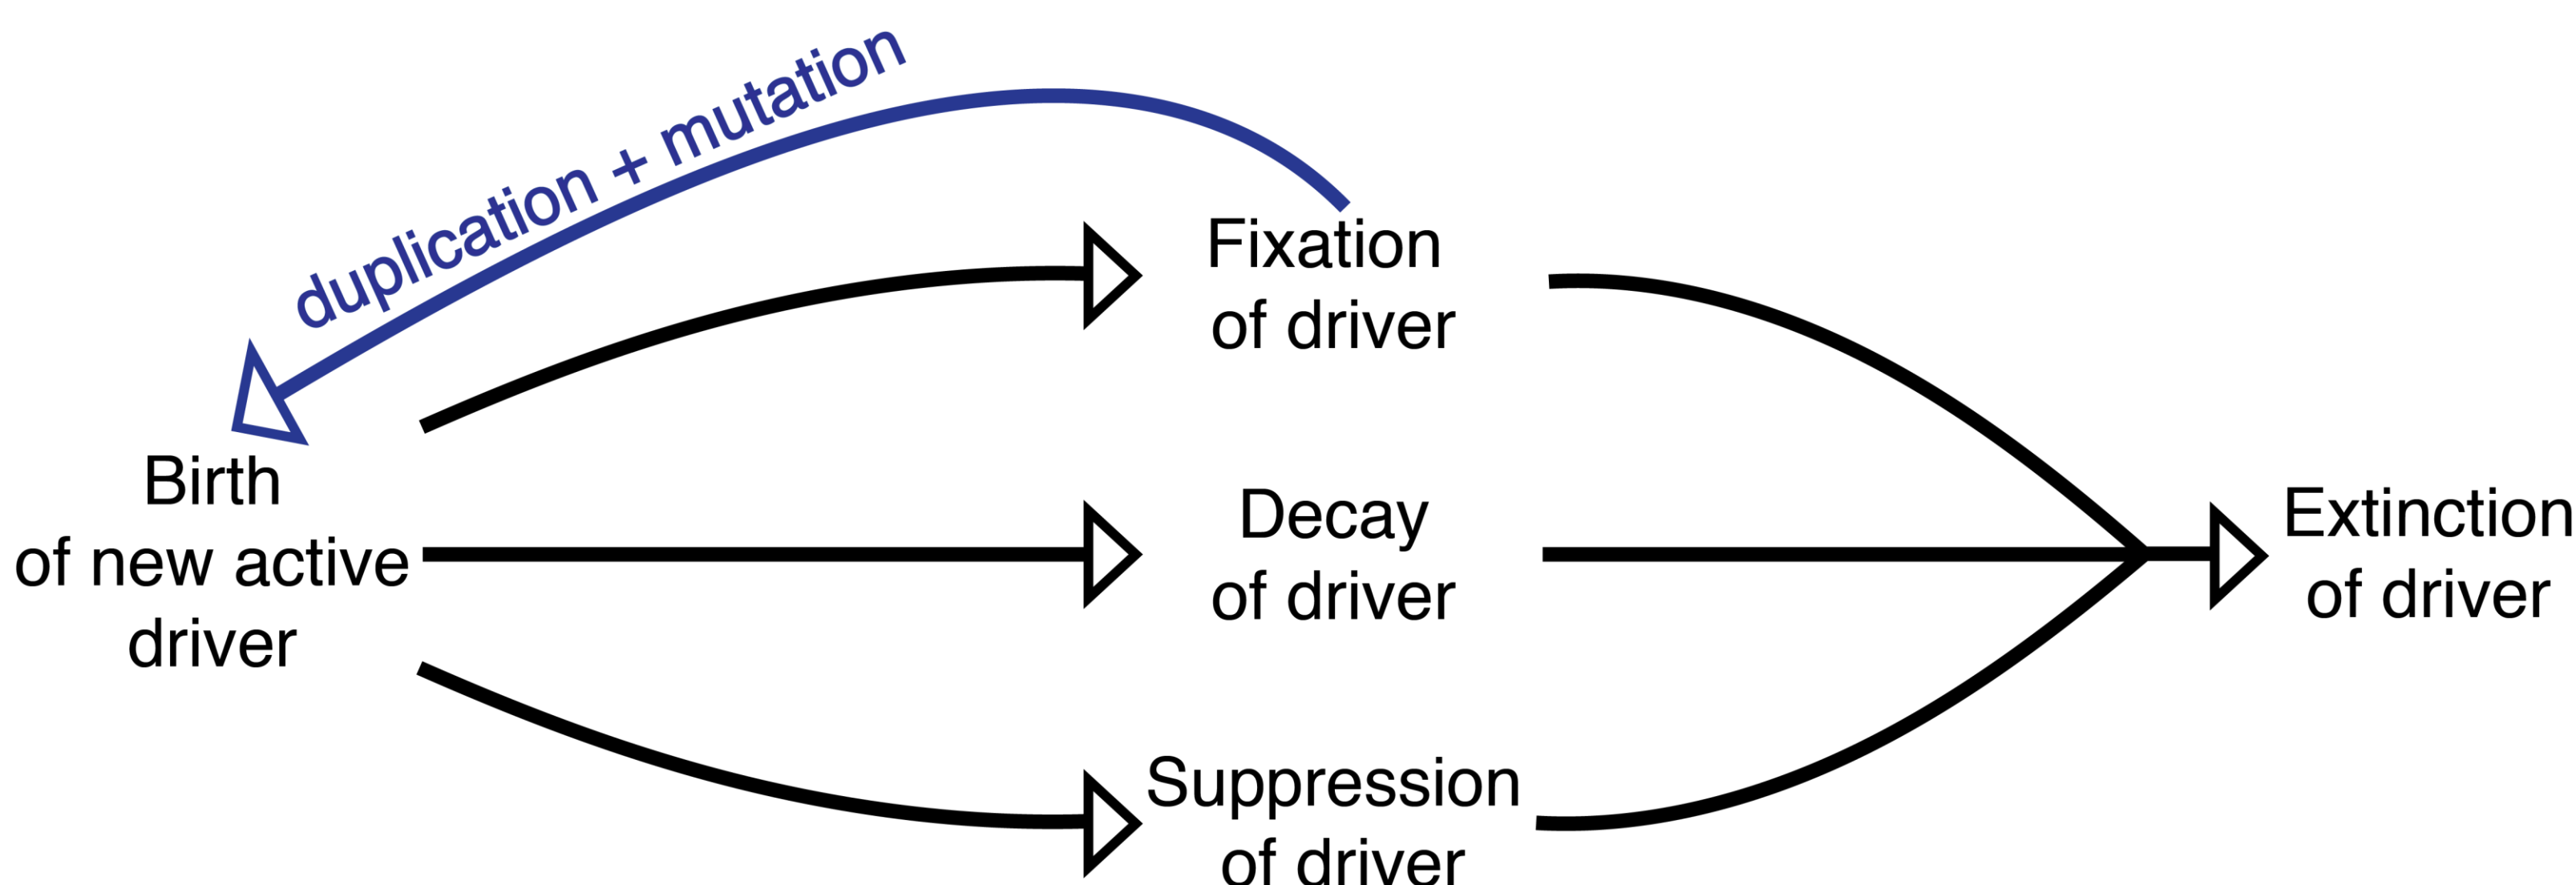 duplication + mutation
Fixation
of driver
Birth
of new active
driver
Decay
of driver
Extinction
of driver
Suppression
of driver